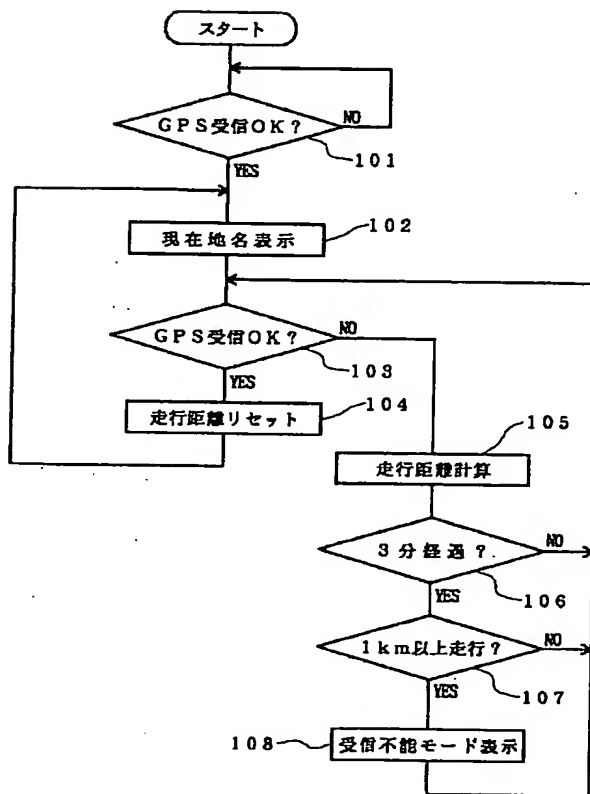 スタート
GPS受信OK?
NO
101
YES
現在地名表示
102
GPS受信OK?
NO
103
YES
走行距離リセット
104
走行距離計算
105
3分経過?
NO
106
YES
1km以上走行?
NO
107
YES
受信不能モード表示
108